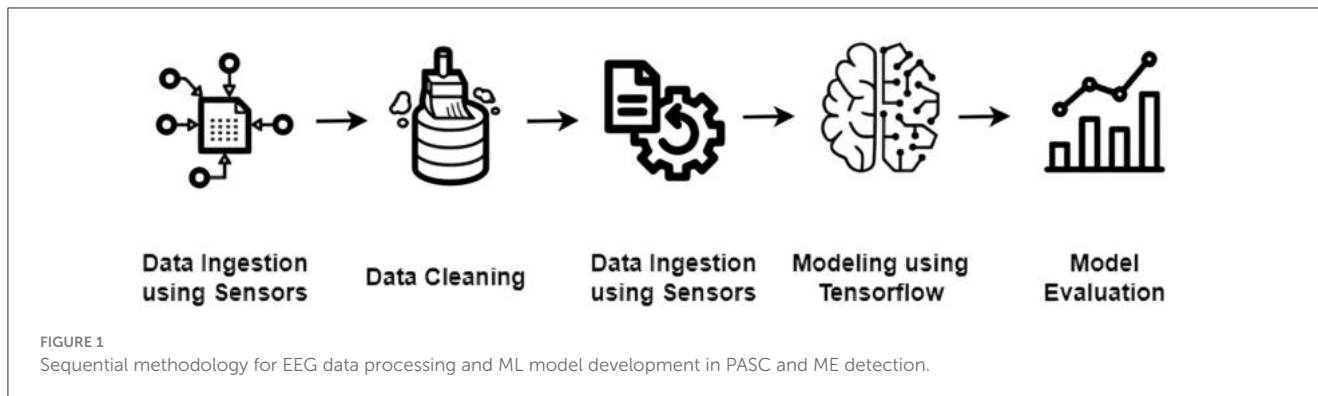 Data Ingestion
using Sensors
Data Cleaning
Data Ingestion
using Sensors
Modeling using
Tensorflow
Model
Evaluation
FIGURE 1
Sequential methodology for EEG data processing and ML model development in PASC and ME detection.